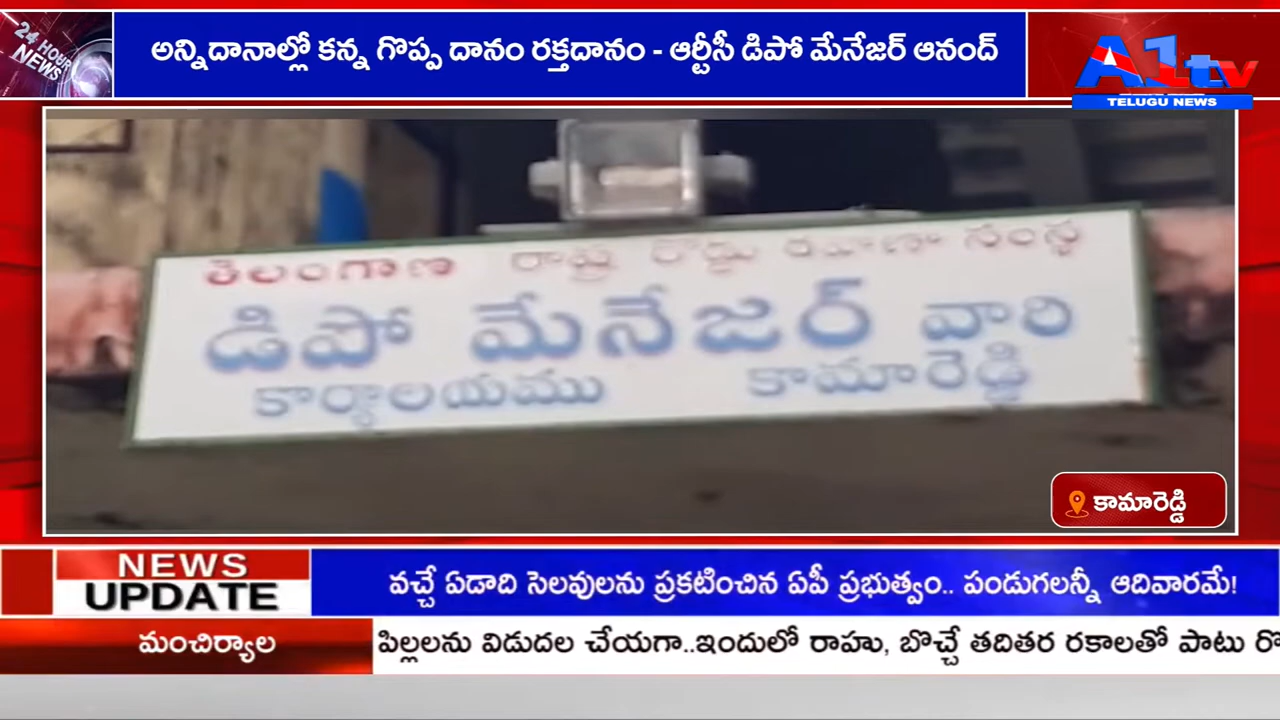 24 HOUR
NEWS
అన్నిదానాల్లో కన్న గొప్ప దానం రక్తదానం - ఆర్టీసీ డిపో మేనేజర్ ఆనంద్
A1tv
TELUGU NEWS
తెలంగాణ రాష్ట్ర రోడ్డు రవాణా సంస్థ
డిపో మేనేజర్ వారి
కార్యాలయము కామారెడ్డి
కామారెడ్డి
NEWS
UPDATE
వచ్చే ఏడాది సెలవులను ప్రకటించిన ఏపీ ప్రభుత్వం.. పండుగలన్నీ ఆదివారమే!
మంచిర్యాల
పిల్లలను విడుదల చేయగా..ఇందులో రాహు, బొచ్చే తదితర రకాలతో పాటు